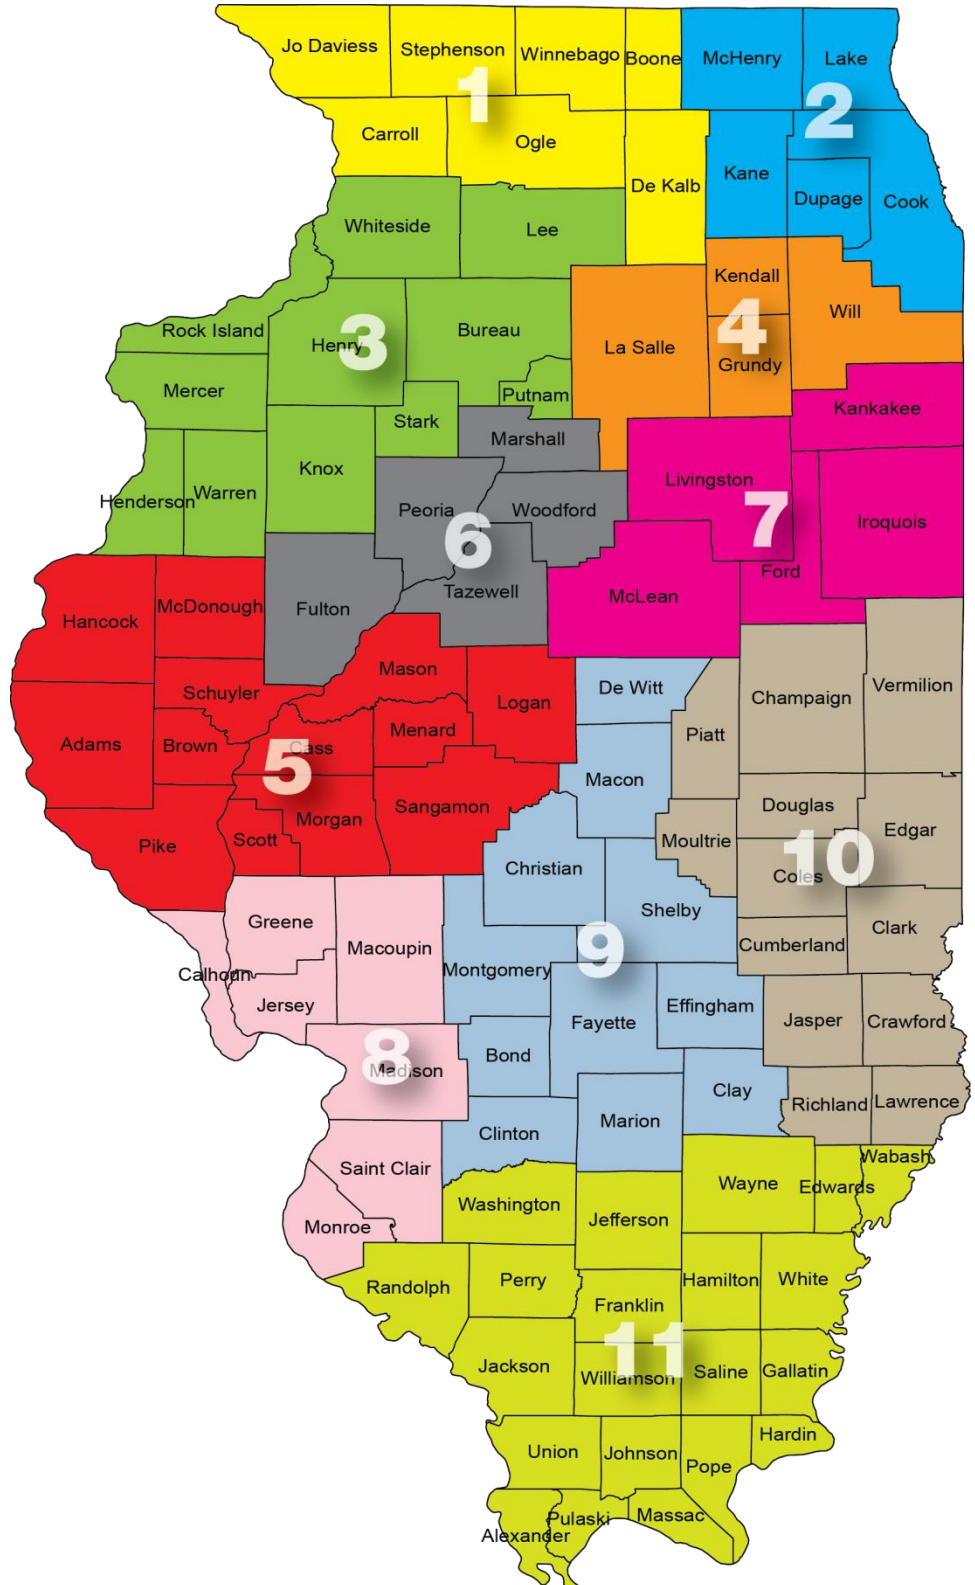 Jo Daviess
Stephenson
Winnebago
Boone
McHenry
Lake
1
2
Carroll
Ogle
De Kalb
Kane
Dupage
Cook
Whiteside
Lee
Kendall
Rock Island
Henry
3
Bureau
La Salle
4
Grundy
Will
Mercer
Putnam
Stark
Marshall
Kankakee
Henderson
Warren
Knox
Peoria
Woodford
Livingston
7
Iroquois
6
Ford
Hancock
McDonough
Fulton
Tazewell
McLean
Mason
Schuyler
Logan
De Witt
Champaign
Vermilion
Adams
Brown
Cass
Menard
Piatt
5
Macon
Pike
Scott
Morgan
Sangamon
Moultrie
Douglas
Edgar
10
Christian
Coles
Greene
Macoupin
Shelby
Clark
Calhoun
Jersey
Montgomery
9
Cumberland
Fayette
Effingham
Jasper
Crawford
8
Madison
Bond
Clay
Richland
Lawrence
Saint Clair
Clinton
Marion
Wabash
Monroe
Washington
Jefferson
Wayne
Edwards
Randolph
Perry
Franklin
Hamilton
White
11
Jackson
Williamson
Saline
Gallatin
Union
Johnson
Pope
Hardin
Alexander
Pulaski
Massac